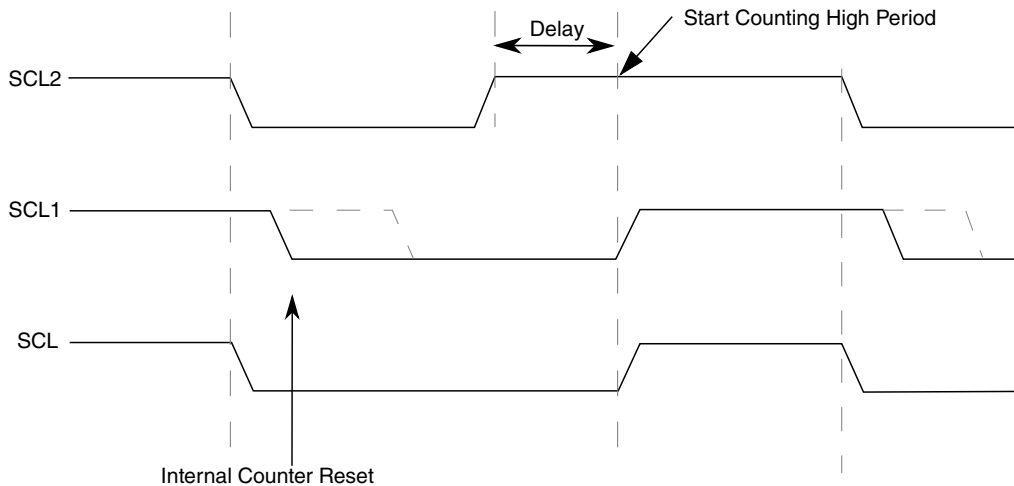 Delay
Start Counting High Period
SCL2
SCL1
SCL
Internal Counter Reset